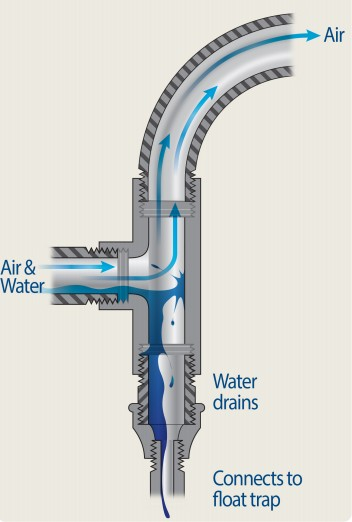 Air
Air &
Water
Water
drains
Connects to
float trap